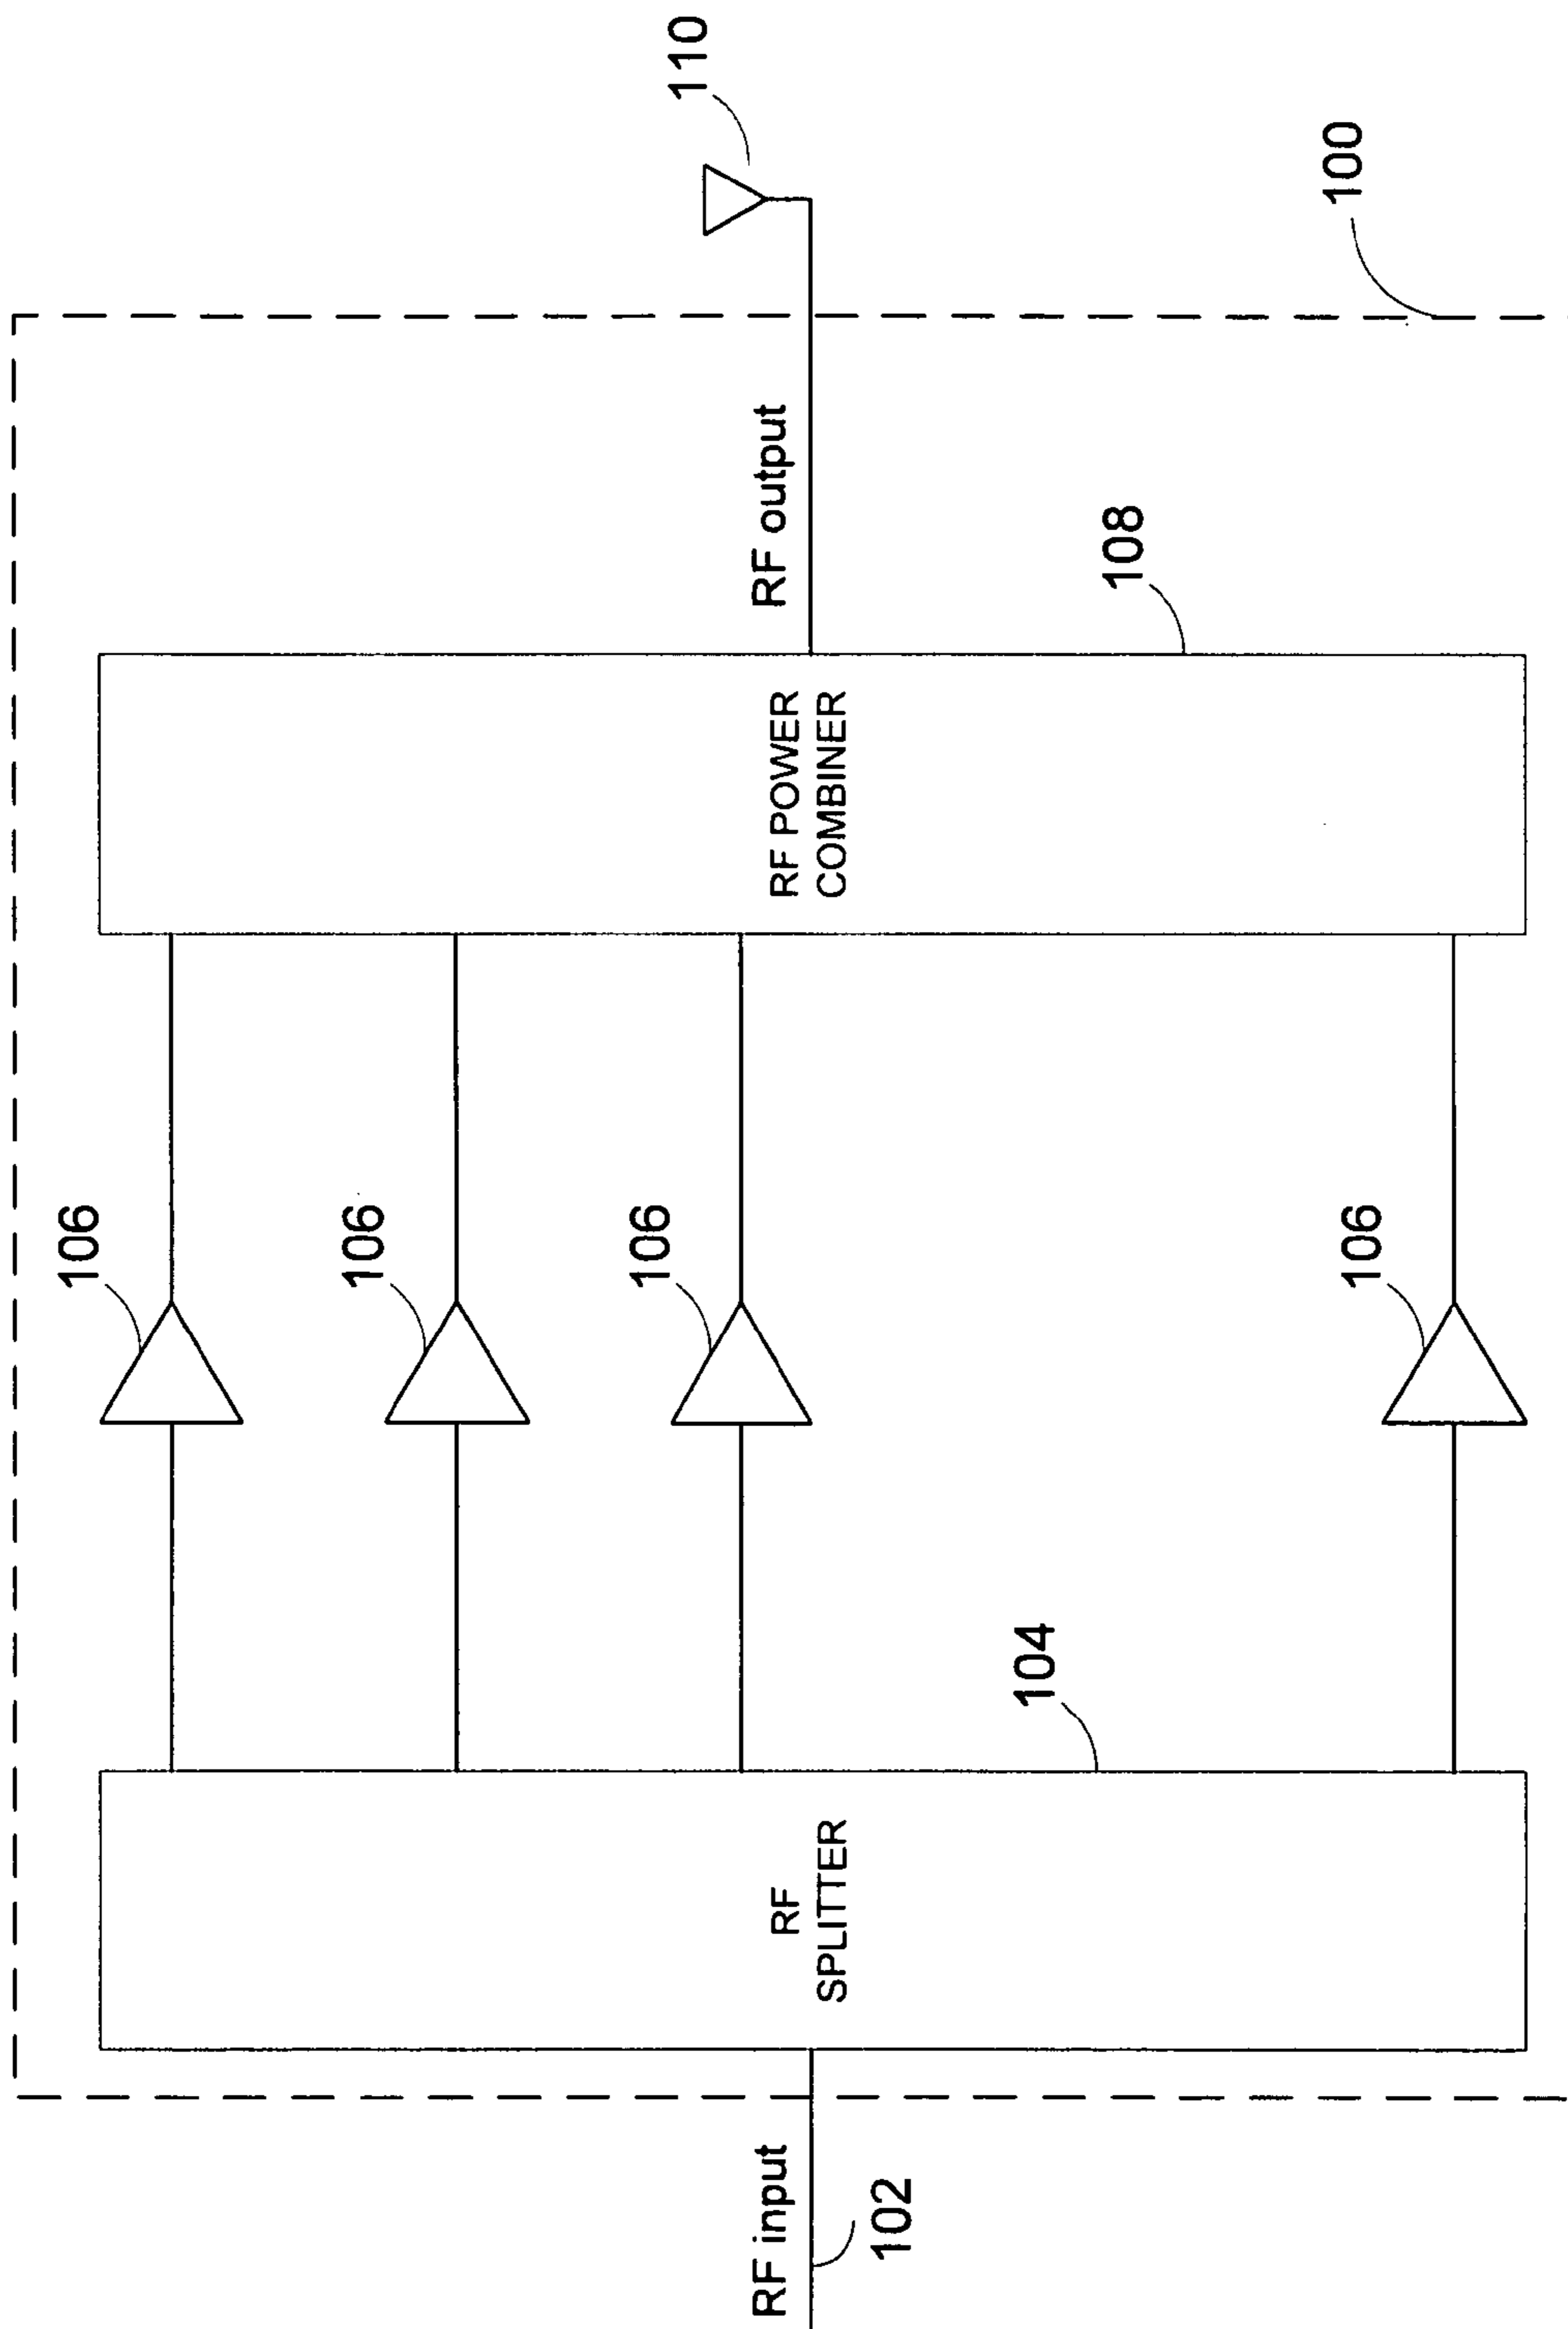 RF input
102
RF
SPLITTER
104
106
106
106
106
RF POWER
COMBINER
108
RF output
110
100